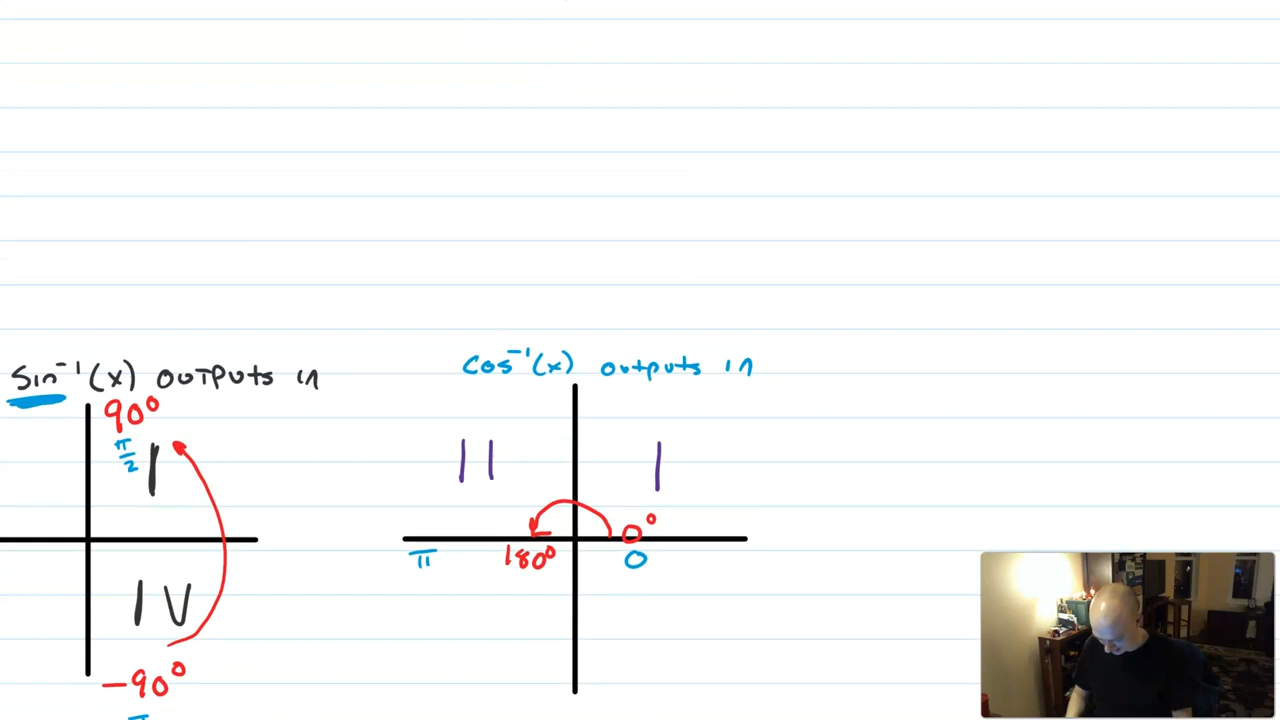 Sin⁻¹(x) outputs in
90°
π/2
I
IV
-90°
π
cos⁻¹(x) outputs in
II
I
0°
π
180°
0